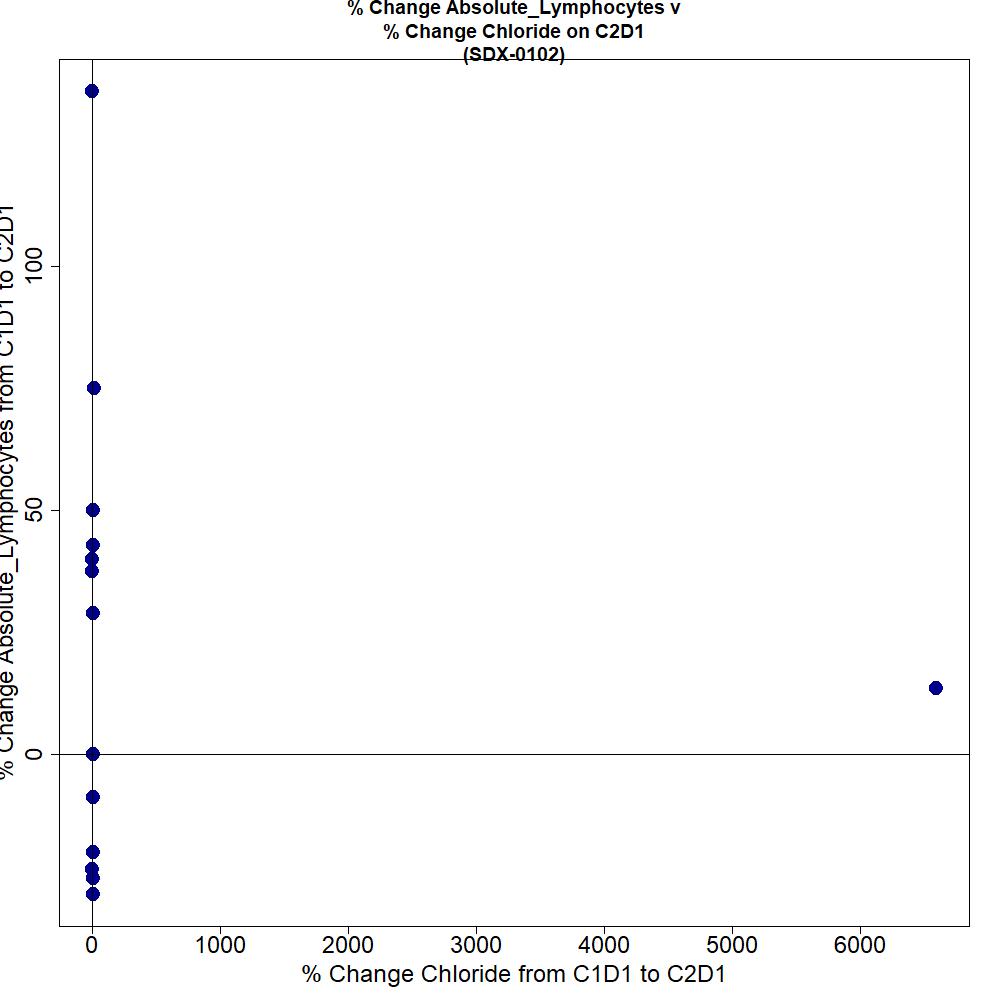 % Change Absolute_Lymphocytes v
% Change Chloride on C2D1
(SDX-0102)
% Change Absolute_Lymphocytes from C1D1 to C2D1
100
50
0
0 1000 2000 3000 4000 5000 6000
% Change Chloride from C1D1 to C2D1